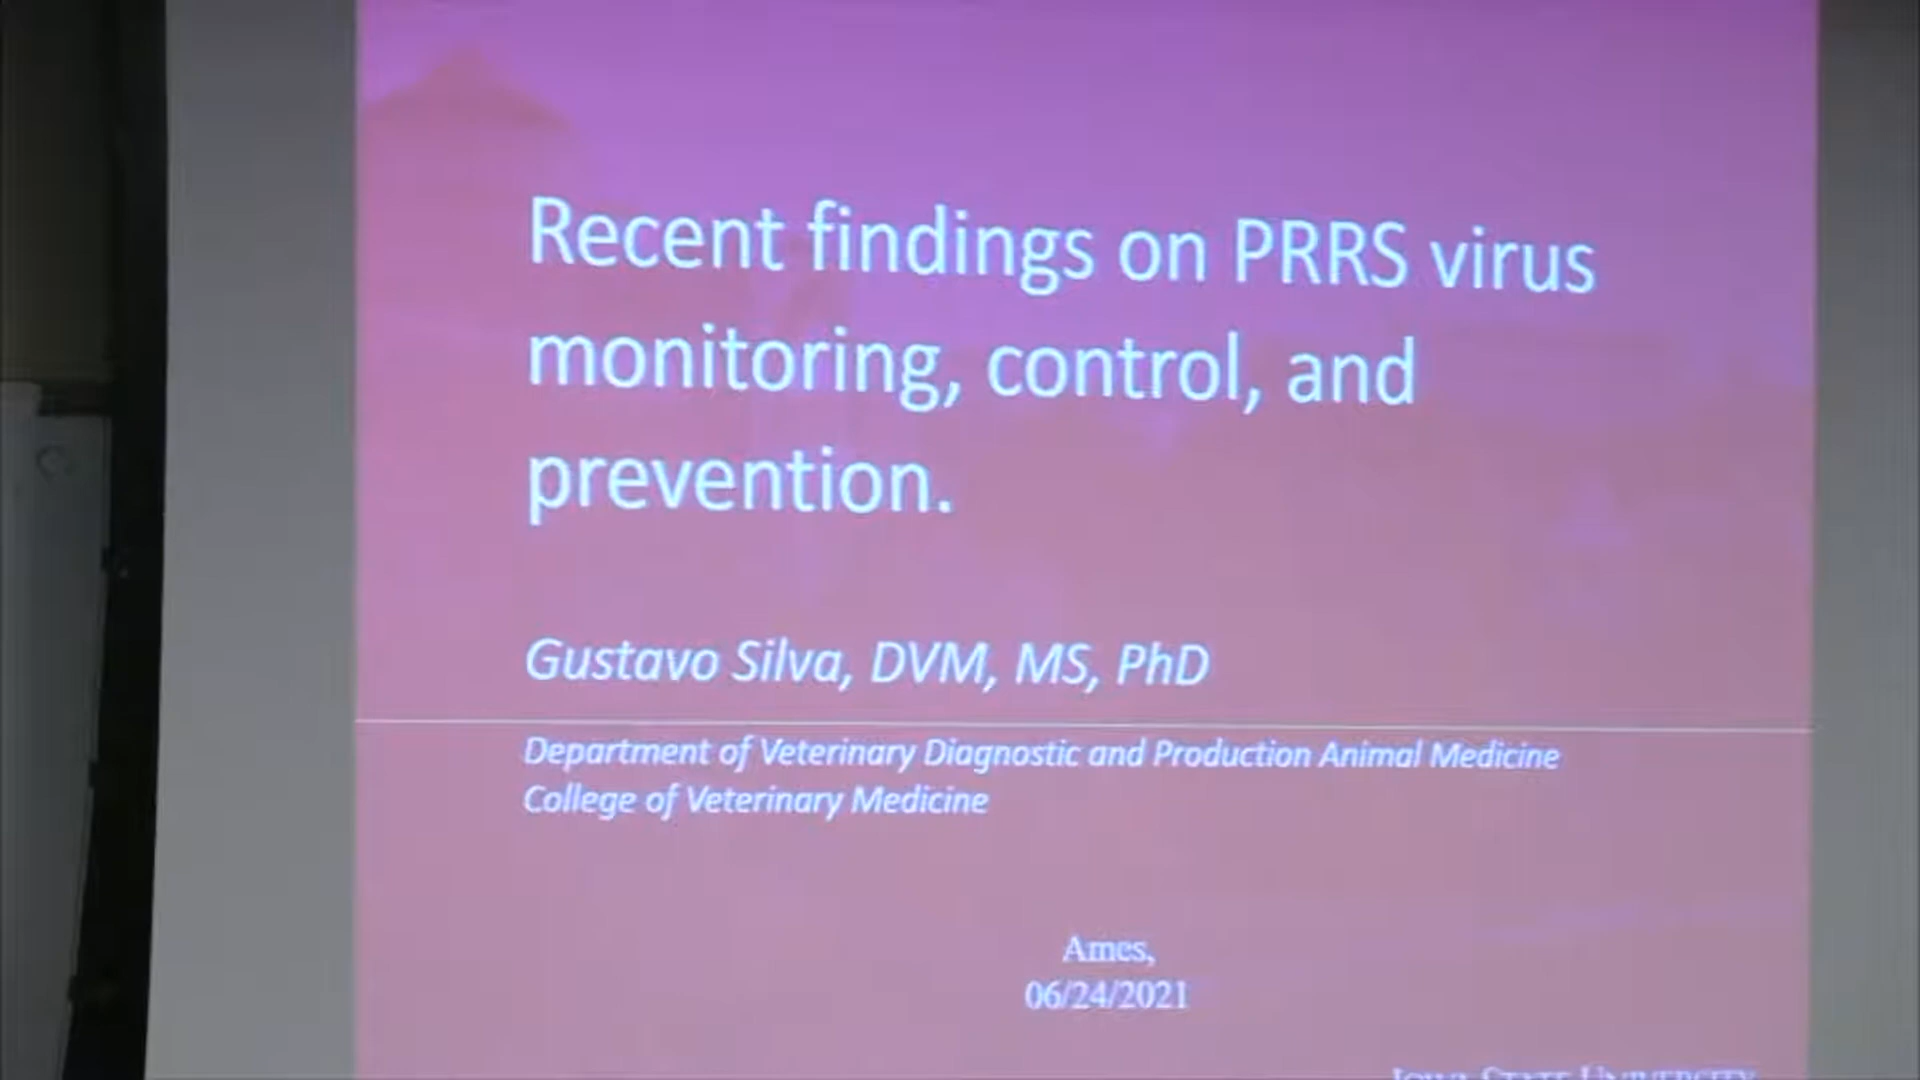 Recent findings on PRRS virus
monitoring, control, and
prevention.
Gustavo Silva, DVM, MS, PhD
Department of Veterinary Diagnostic and Production Animal Medicine
College of Veterinary Medicine
Ames,
06/24/2021
IOWA STATE UNIVERSITY